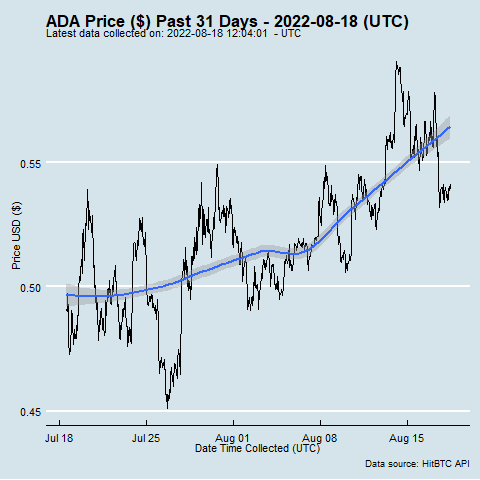 ADA Price ($) Past 31 Days - 2022-08-18 (UTC)
Latest data collected on: 2022-08-18 12:04:01 - UTC
Price USD ($)
0.55
0.50
0.45
Jul 18
Jul 25
Aug 01
Aug 08
Aug 15
Date Time Collected (UTC)
Data source: HitBTC API